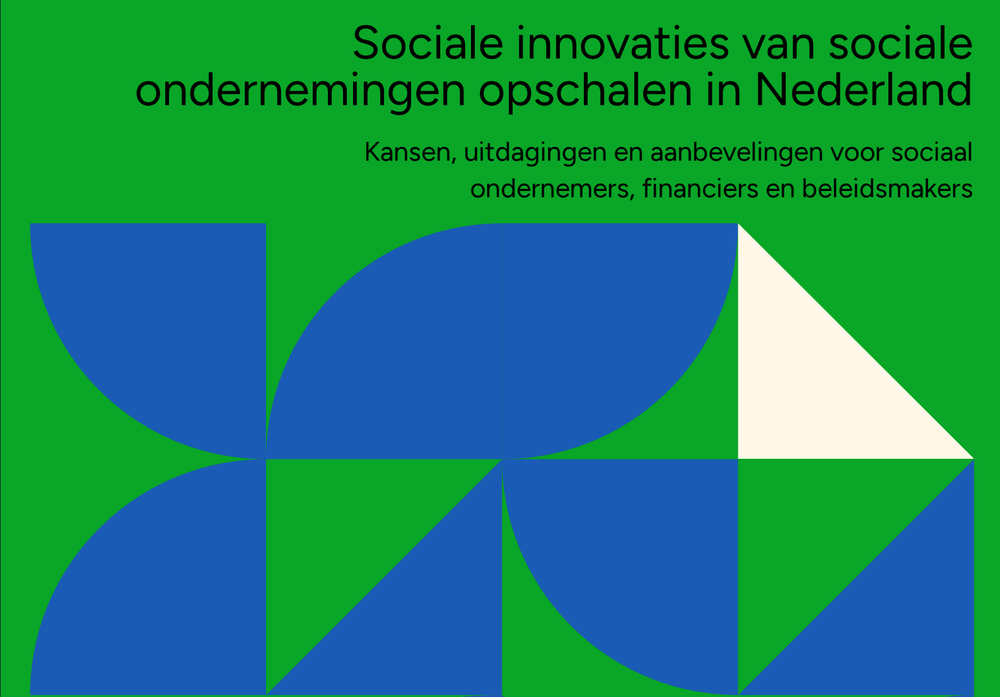 Sociale innovaties van sociale
ondernemingen opschalen in Nederland
Kansen, uitdagingen en aanbevelingen voor sociaal
ondernemers, financiers en beleidsmakers